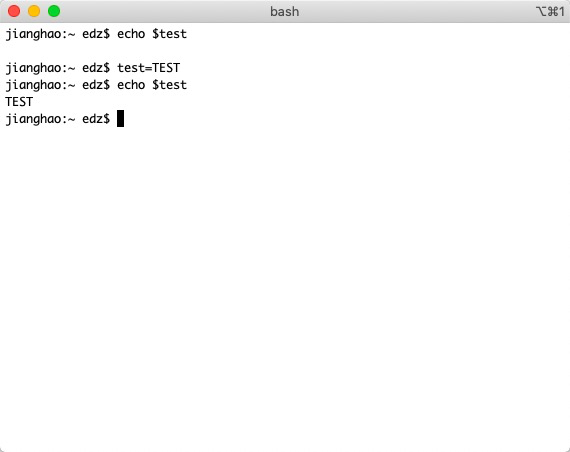 bash
⌥⌘1
jianghao:~ edz$ echo $test

jianghao:~ edz$ test=TEST
jianghao:~ edz$ echo $test
TEST
jianghao:~ edz$